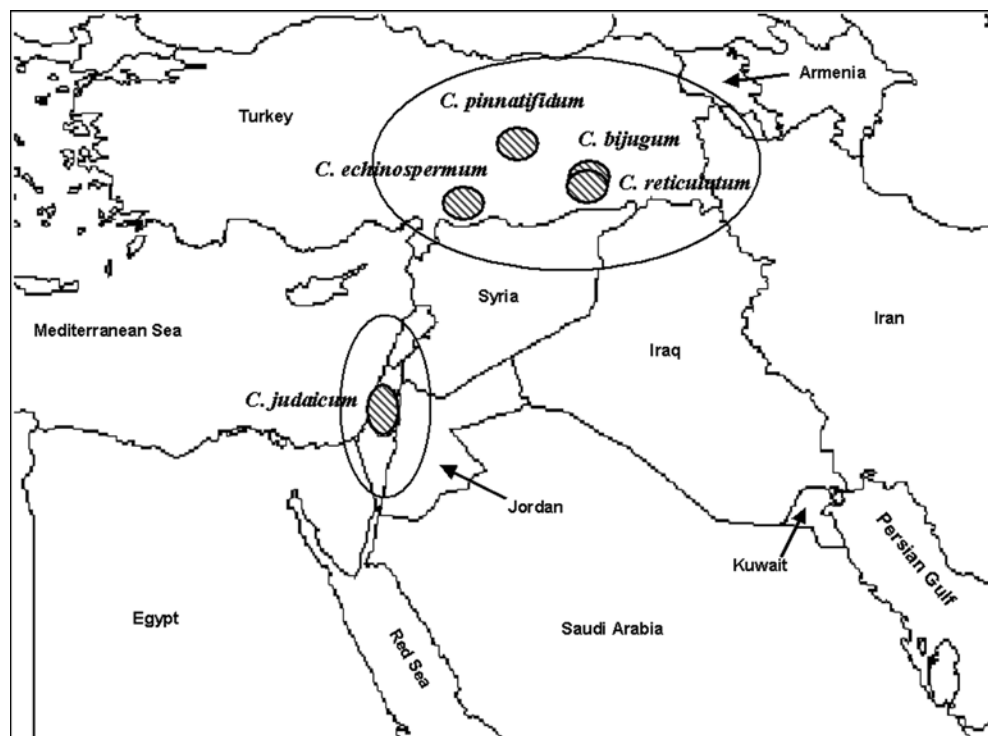 Armenia
C. pinnatifidum
Turkey
C. bijugum
C. echinospermum
C. reticulutum
Syria
Mediterranean Sea
Iran
Iraq
C. judaicum
Jordan
Kuwait
Persian Gulf
Egypt
Saudi Arabia
Red Sea